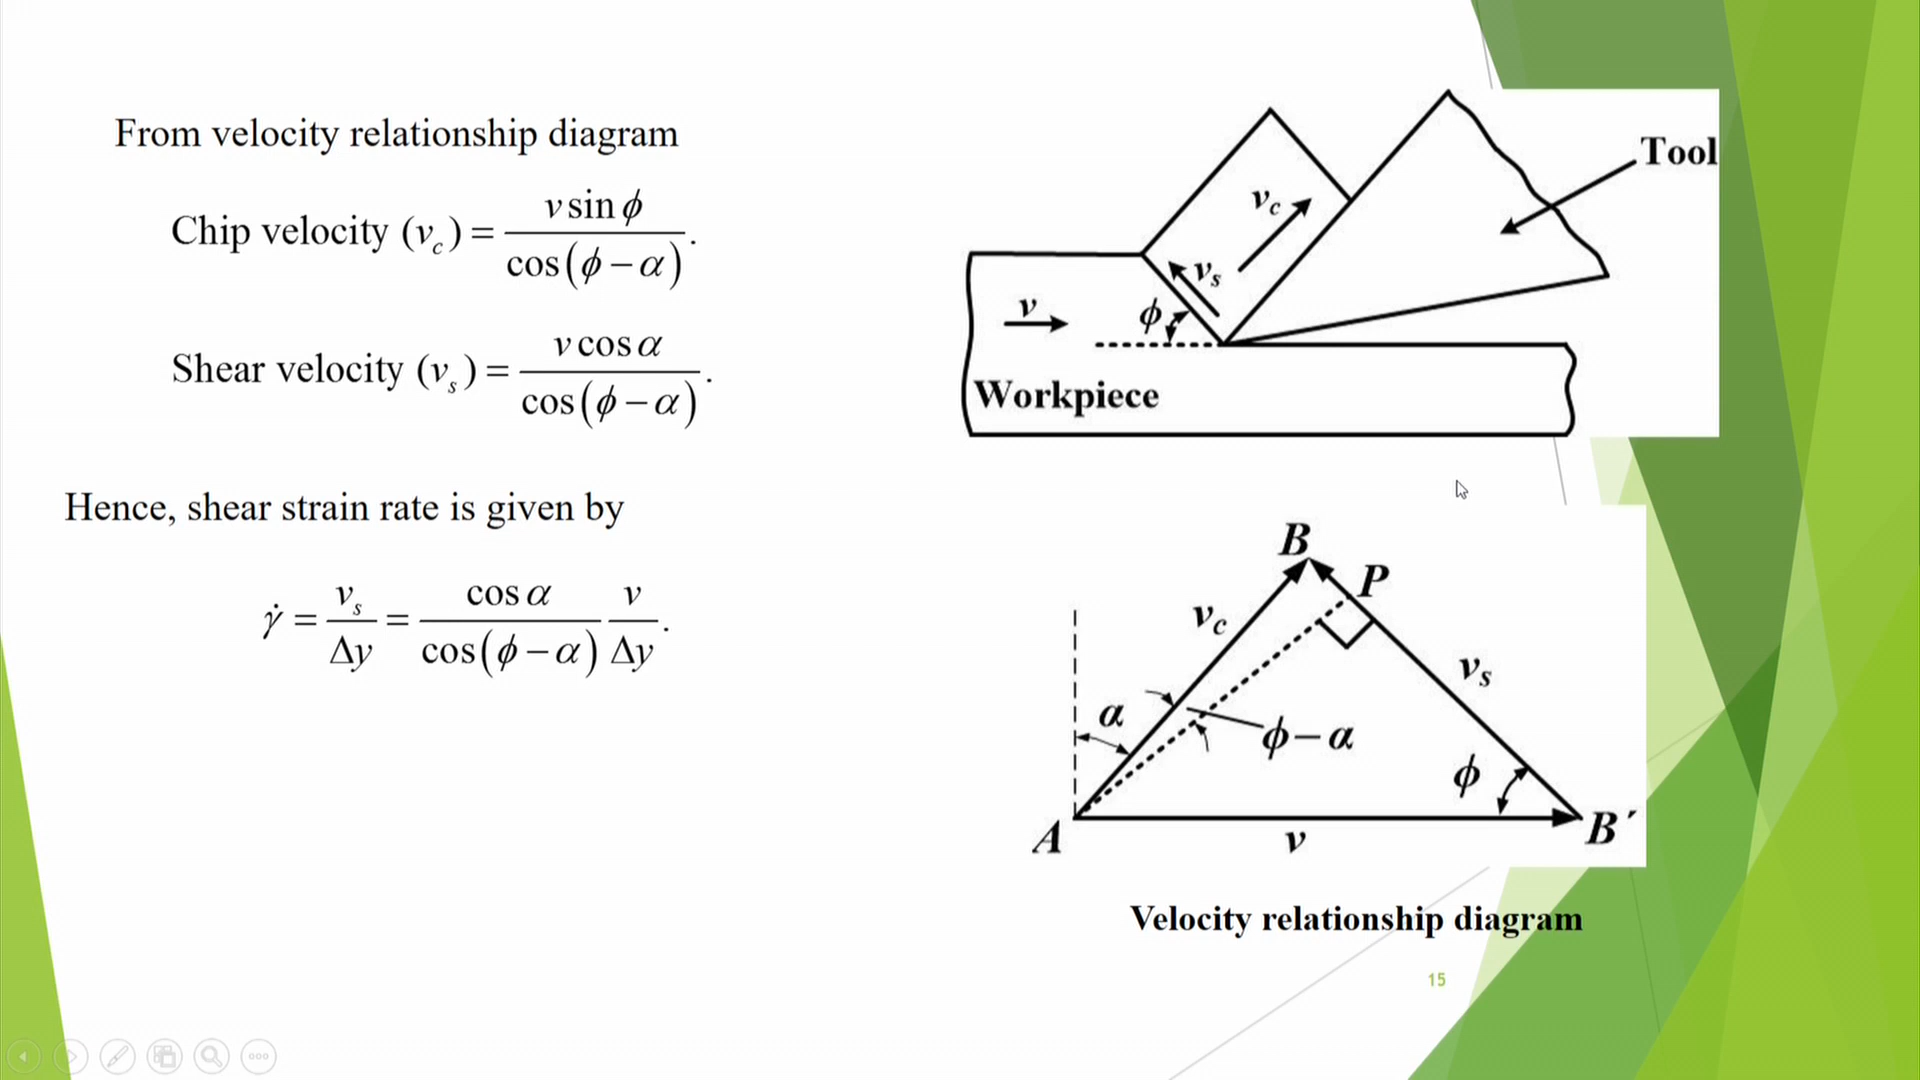 From velocity relationship diagram
Chip velocity (v_c) = v sin ϕ / cos(ϕ − α).
Shear velocity (v_s) = v cos α / cos(ϕ − α).
Hence, shear strain rate is given by
γ̇ = v_s / Δy = cos α / cos(ϕ − α) v / Δy.
Tool
v_c
v_s
v
ϕ
Workpiece
B
P
v_c
v_s
α
ϕ − α
ϕ
A
v
B′
Velocity relationship diagram
15